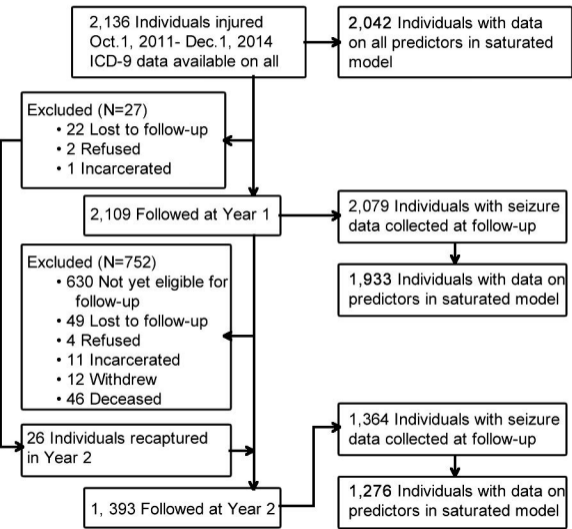 2,136 Individuals injured
Oct.1, 2011- Dec.1, 2014
ICD-9 data available on all
2,042 Individuals with data
on all predictors in saturated
model
Excluded (N=27)
• 22 Lost to follow-up
• 2 Refused
• 1 Incarcerated
2,109 Followed at Year 1
2,079 Individuals with seizure
data collected at follow-up
1,933 Individuals with data on
predictors in saturated model
Excluded (N=752)
• 630 Not yet eligible for
follow-up
• 49 Lost to follow-up
• 4 Refused
• 11 Incarcerated
• 12 Withdrew
• 46 Deceased
26 Individuals recaptured
in Year 2
1,364 Individuals with seizure
data collected at follow-up
1, 393 Followed at Year 2
1,276 Individuals with data on
predictors in saturated model